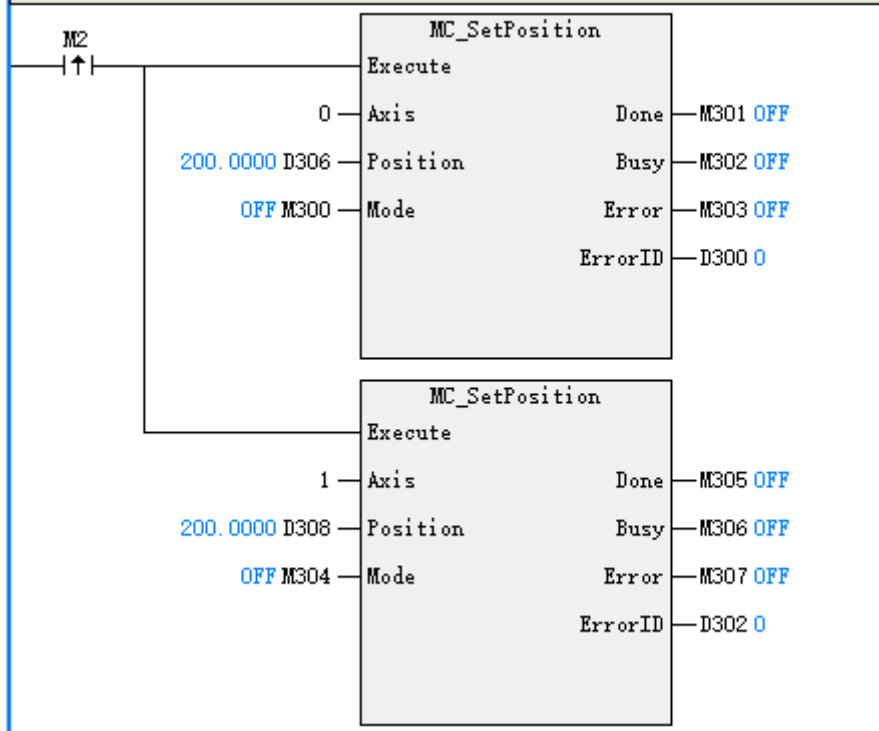 M2
MC_SetPosition
Execute
0 Axis Done M301 OFF
200.0000 D306 Position Busy M302 OFF
OFF M300 Mode Error M303 OFF
ErrorID D300 0
MC_SetPosition
Execute
1 Axis Done M305 OFF
200.0000 D308 Position Busy M306 OFF
OFF M304 Mode Error M307 OFF
ErrorID D302 0